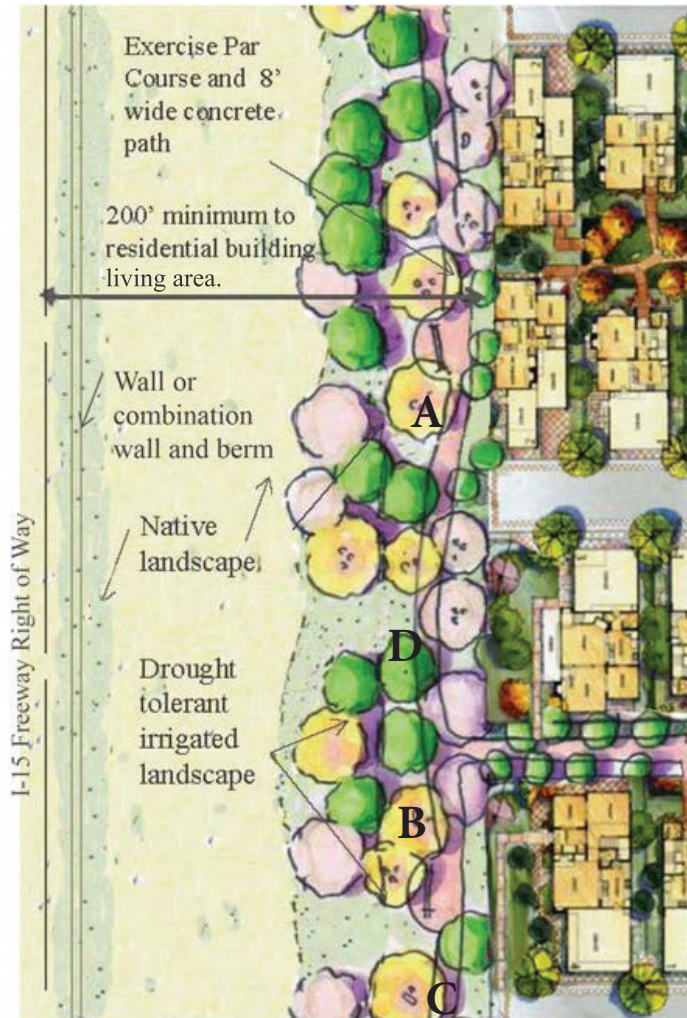 Exercise Par
Course and 8'
wide concrete
path
200' minimum to
residential building
living area.
A
Wall or
combination
wall and berm
Native
landscape
I-15 Freeway Right of Way
D
Drought
tolerant
irrigated
landscape
B
C